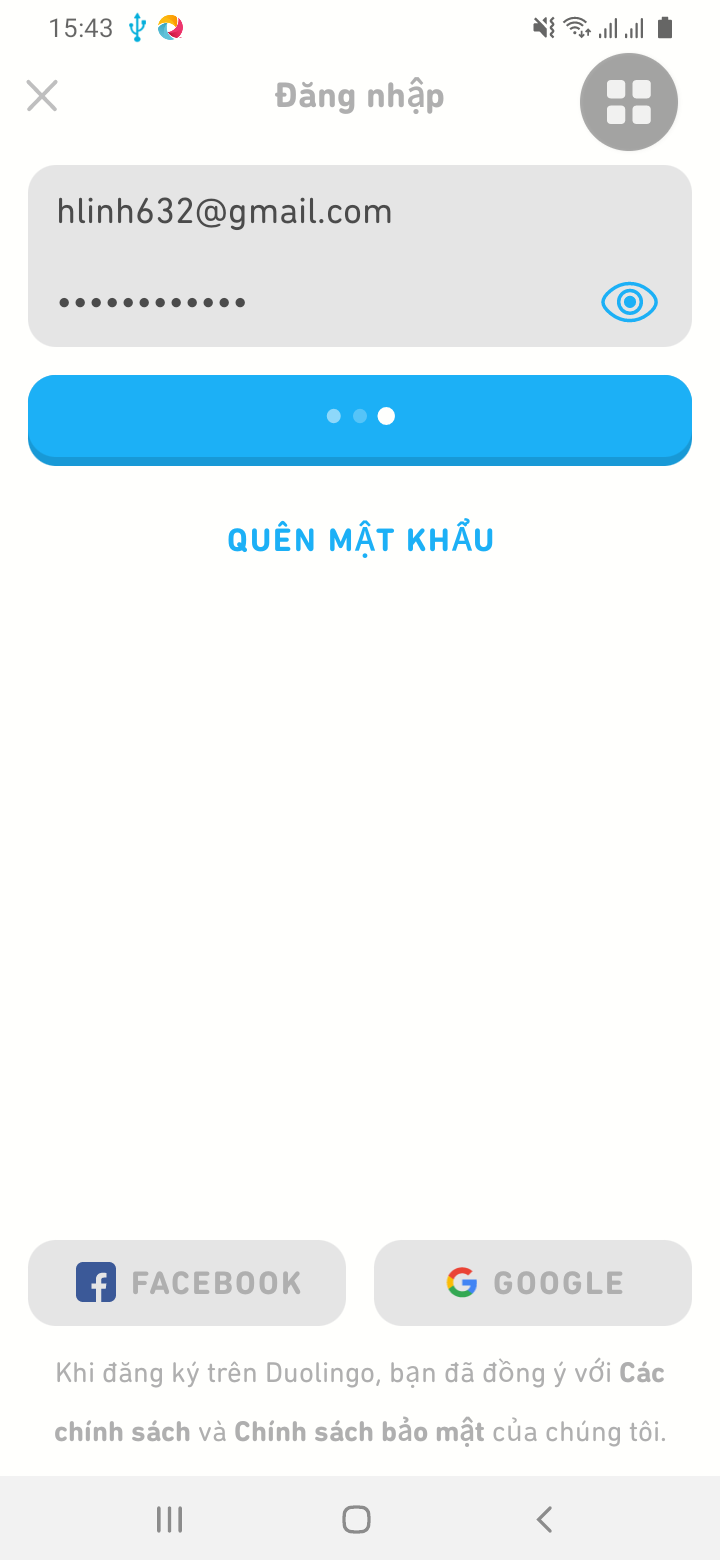 15:43
Đăng nhập
hlinh632@gmail.com
••••••••••••
QUÊN MẬT KHẨU
FACEBOOK
GOOGLE
Khi đăng ký trên Duolingo, bạn đã đồng ý với Các
chính sách và Chính sách bảo mật của chúng tôi.